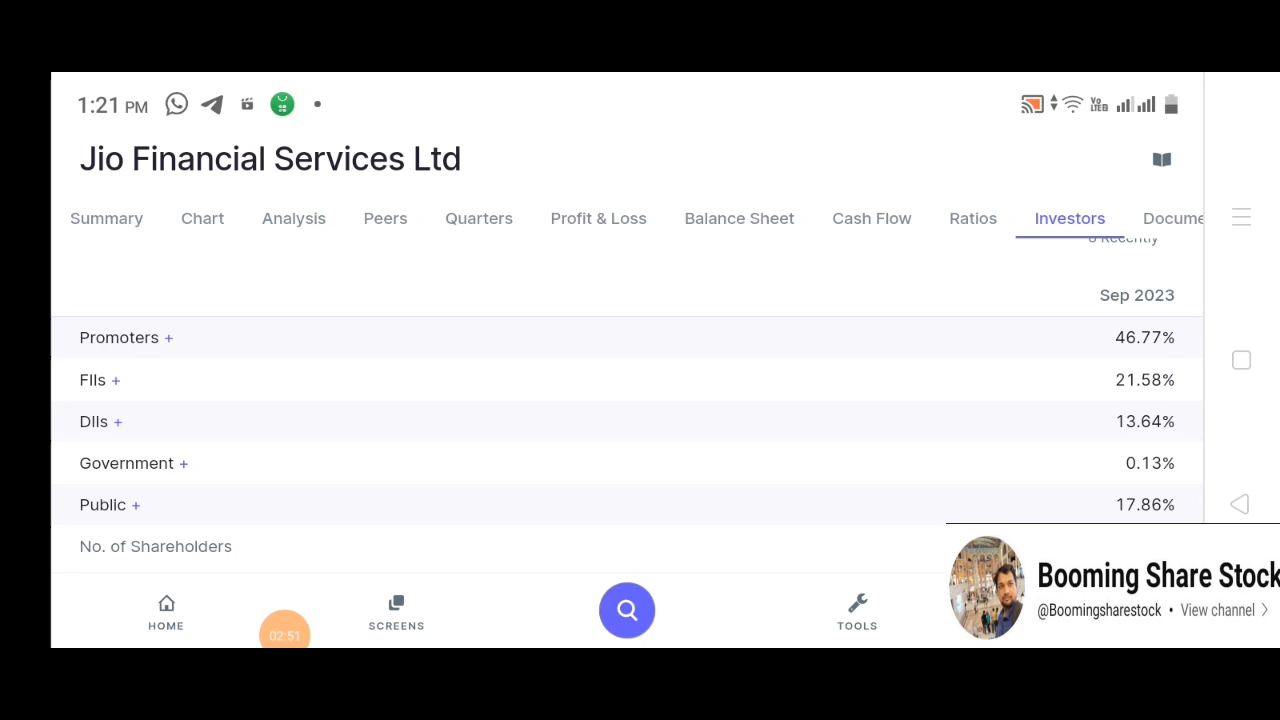 1:21 PM
Jio Financial Services Ltd
Summary Chart Analysis Peers Quarters Profit & Loss Balance Sheet Cash Flow Ratios Investors Docume
Recently
Sep 2023
Promoters + 46.77%
FIIs + 21.58%
DIIs + 13.64%
Government + 0.13%
Public + 17.86%
No. of Shareholders
HOME
02:51
SCREENS
TOOLS
Booming Share Stock
@Boomingsharestock • View channel >